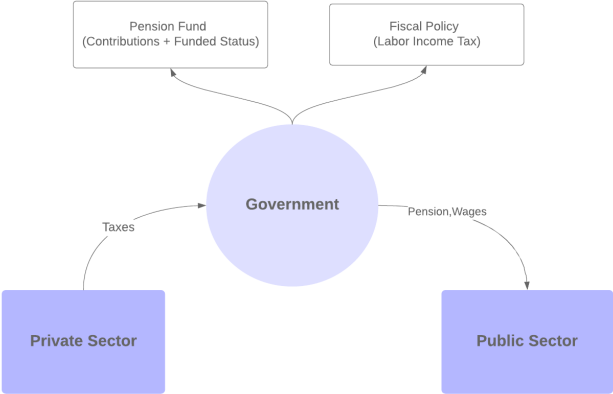 Pension Fund
(Contributions + Funded Status)
Fiscal Policy
(Labor Income Tax)
Government
Taxes
Pension,Wages
Private Sector
Public Sector